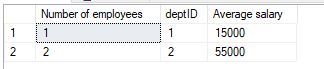 Number of employees deptID Average salary
1 1 1 15000
2 2 2 55000